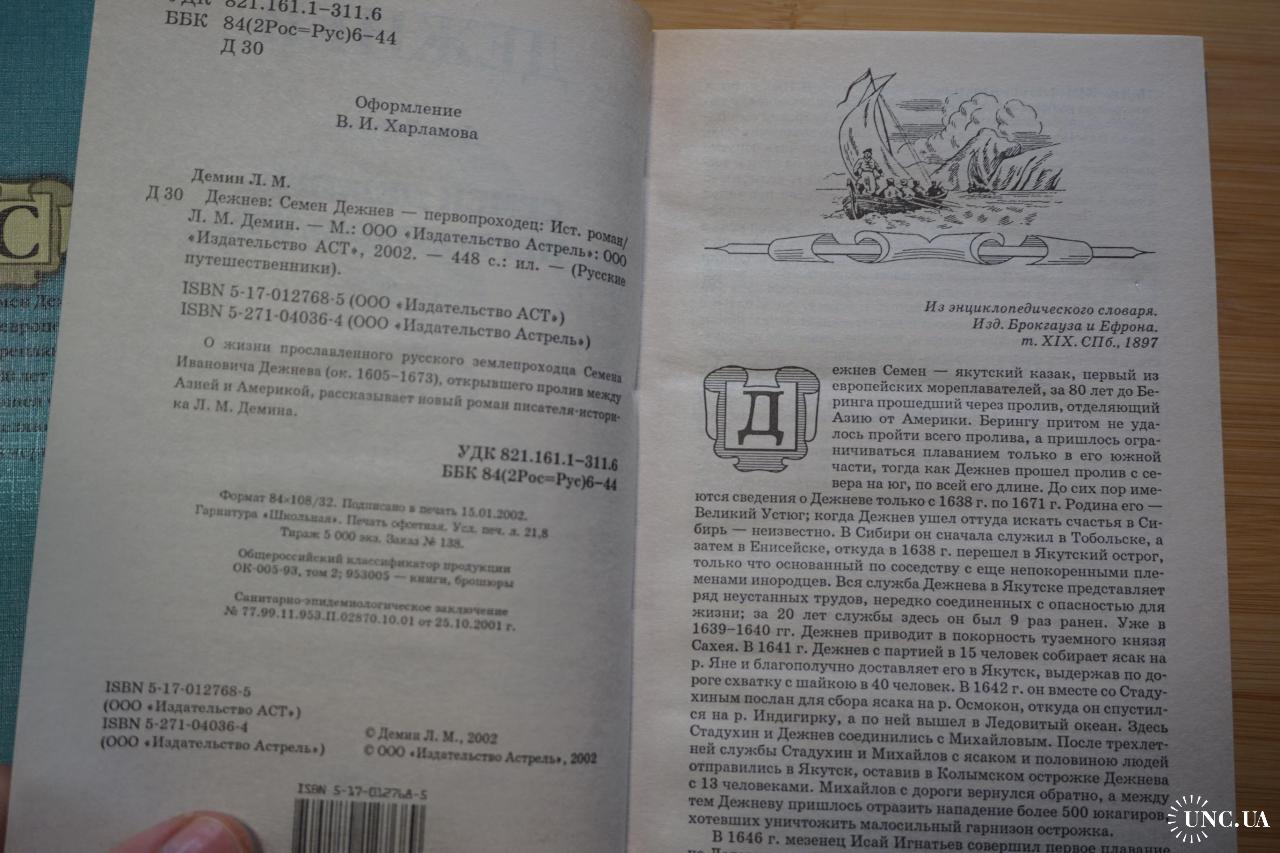 УДК 821.161.1–311.6
ББК 84(2Рос=Рус)6–44
Д 30
Оформление
В. И. Харламова
Демин Л. М.
Д 30 Дежнев: Семен Дежнев — первопроходец: Ист. роман/
Л. М. Демин. — М.: ООО «Издательство Астрель»: ООО
«Издательство АСТ», 2002. — 448 с.: ил. — (Русские
путешественники).
ISBN 5-17-012768-5 (ООО «Издательство АСТ»)
ISBN 5-271-04036-4 (ООО «Издательство Астрель»)
О жизни прославленного русского землепроходца Семена
Ивановича Дежнева (ок. 1605–1673), открывшего пролив между
Азией и Америкой, рассказывает новый роман писателя-истори-
ка Л. М. Демина.
УДК 821.161.1–311.6
ББК 84(2Рос=Рус)6–44
Формат 84×108/32. Подписано в печать 15.01.2002.
Гарнитура «Школьная». Печать офсетная. Усл. печ. л. 21,8
Тираж 5 000 экз. Заказ № 138.
Общероссийский классификатор продукции
ОК-005-93, том 2; 953005 — книги, брошюры
Санитарно-эпидемиологическое заключение
№ 77.99.11.953.П.02870.10.01 от 25.10.2001 г.
ISBN 5-17-012768-5
(ООО «Издательство АСТ»)
ISBN 5-271-04036-4
(ООО «Издательство Астрель»)
© Демин Л. М., 2002
© ООО «Издательство Астрель», 2002
ISBN 5-17-012768-5
С
Из энциклопедического словаря.
Изд. Брокгауза и Ефрона.
т. XIX. СПб., 1897
Дежнев Семен — якутский казак, первый из
европейских мореплавателей, за 80 лет до Бе-
ринга прошедший через пролив, отделяющий
Азию от Америки. Берингу притом не уда-
лось пройти всего пролива, а пришлось огра-
ничиваться плаванием только в его южной
части, тогда как Дежнев прошел пролив с се-
вера на юг, по всей его длине. До сих пор име-
ются сведения о Дежневе только с 1638 г. по 1671 г. Родина его —
Великий Устюг; когда Дежнев ушел оттуда искать счастья в Си-
бирь — неизвестно. В Сибири он сначала служил в Тобольске, а
затем в Енисейске, откуда в 1638 г. перешел в Якутский острог,
только что основанный по соседству с еще непокоренными пле-
менами инородцев. Вся служба Дежнева в Якутске представляет
ряд неустанных трудов, нередко соединенных с опасностью для
жизни; за 20 лет службы здесь он был 9 раз ранен. Уже в
1639–1640 гг. Дежнев приводит в покорность туземного князя
Сахея. В 1641 г. Дежнев с партией в 15 человек собирает ясак на
р. Яне и благополучно доставляет его в Якутск, выдержав по до-
роге схватку с шайкою в 40 человек. В 1642 г. он вместе со Стаду-
хиным послан для сбора ясака на р. Осмокон, откуда он спустил-
ся на р. Индигирку, а по ней вышел в Ледовитый океан. Здесь
Стадухин и Дежнев соединились с Михайловым. После трехлет-
ней службы Стадухин и Михайлов с ясаком и половиною людей
отправились в Якутск, оставив в Колымском острожке Дежнева
с 13 человеками. Михайлов с дороги вернулся обратно, а между
тем Дежневу пришлось отразить нападение более 500 юкагиров,
хотевших уничтожить малосильный гарнизон острожка.
В 1646 г. мезенец Исай Игнатьев совершил первое плавание
UNC.UA